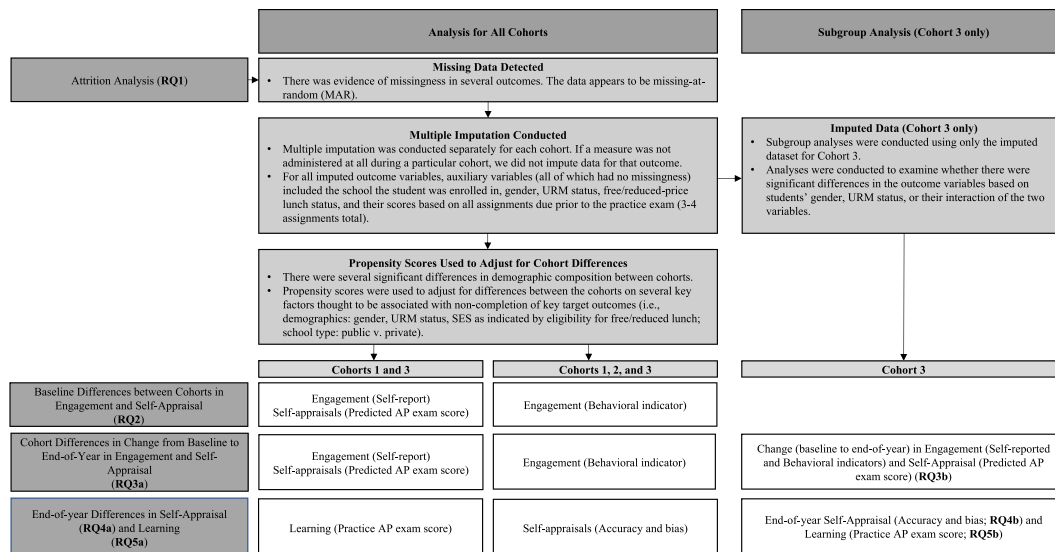 Analysis for All Cohorts
Subgroup Analysis (Cohort 3 only)
Attrition Analysis (RQ1)
Missing Data Detected
• There was evidence of missingness in several outcomes. The data appears to be missing-at-
random (MAR).
Multiple Imputation Conducted
• Multiple imputation was conducted separately for each cohort. If a measure was
not administered at all during a particular cohort, we did not impute data for that outcome.
• For all imputed outcome variables, auxiliary variables (all of which had no missingness)
included the school the student was enrolled in, gender, URM status, free/reduced-price
lunch status, and their scores based on all assignments due prior to the practice exam (3-4
assignments total).
Imputed Data (Cohort 3 only)
• Subgroup analyses were conducted using only the imputed
dataset for Cohort 3.
• Analyses were conducted to examine whether there were
significant differences in the outcome variables based on
students’ gender, URM status, or their interaction of the two
variables.
Propensity Scores Used to Adjust for Cohort Differences
• There were several significant differences in demographic composition between cohorts.
• Propensity scores were used to adjust for differences between the cohorts on several key
factors thought to be associated with non-completion of key target outcomes (i.e.,
demographics: gender, URM status, SES as indicated by eligibility for free/reduced lunch;
school type: public v. private).
Cohorts 1 and 3
Cohorts 1, 2, and 3
Cohort 3
Baseline Differences between Cohorts in
Engagement and Self-Appraisal
(RQ2)
Engagement (Self-report)
Self-appraisals (Predicted AP exam score)
Engagement (Behavioral indicator)
Cohort Differences in Change from Baseline to
End-of-Year in Engagement and Self-
Appraisal
(RQ3a)
Engagement (Self-report)
Self-appraisals (Predicted AP exam score)
Engagement (Behavioral indicator)
Change (baseline to end-of-year) in Engagement (Self-reported
and Behavioral indicators) and Self-Appraisal (Predicted AP
exam score) (RQ3b)
End-of-year Differences in Self-Appraisal
(RQ4a) and Learning
(RQ5a)
Learning (Practice AP exam score)
Self-appraisals (Accuracy and bias)
End-of-year Self-Appraisal (Accuracy and bias; RQ4b) and
Learning (Practice AP exam score; RQ5b)